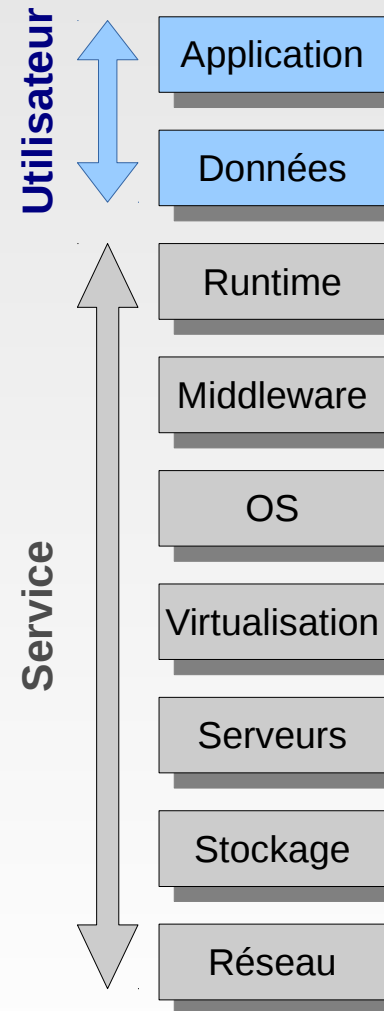 Utilisateur
Application
Données
Service
Runtime
Middleware
OS
Virtualisation
Serveurs
Stockage
Réseau